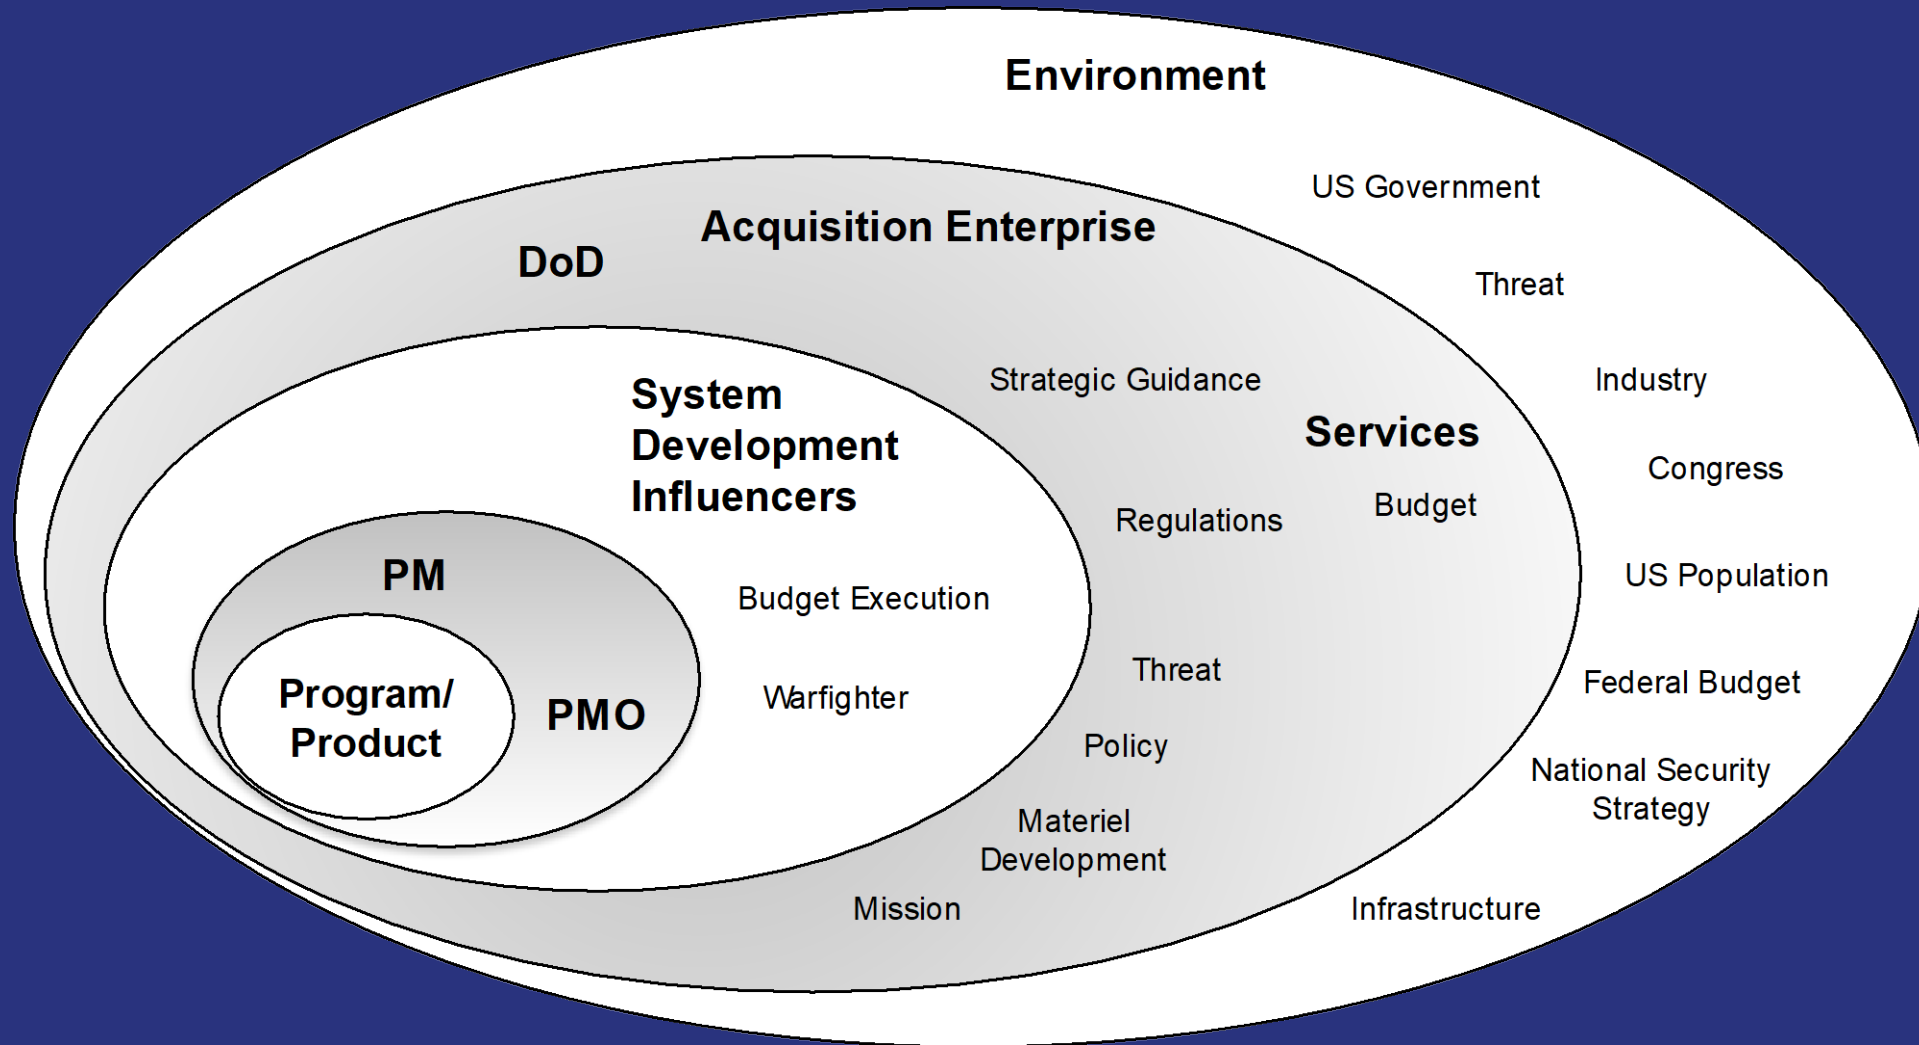 Environment
US Government
Acquisition Enterprise
DoD
Threat
Strategic Guidance
Industry
System
Development
Influencers
Services
Congress
Budget
Regulations
PM
US Population
Budget Execution
Threat
Federal Budget
Program/
Product
Warfighter
PMO
Policy
National Security
Strategy
Materiel
Development
Mission
Infrastructure